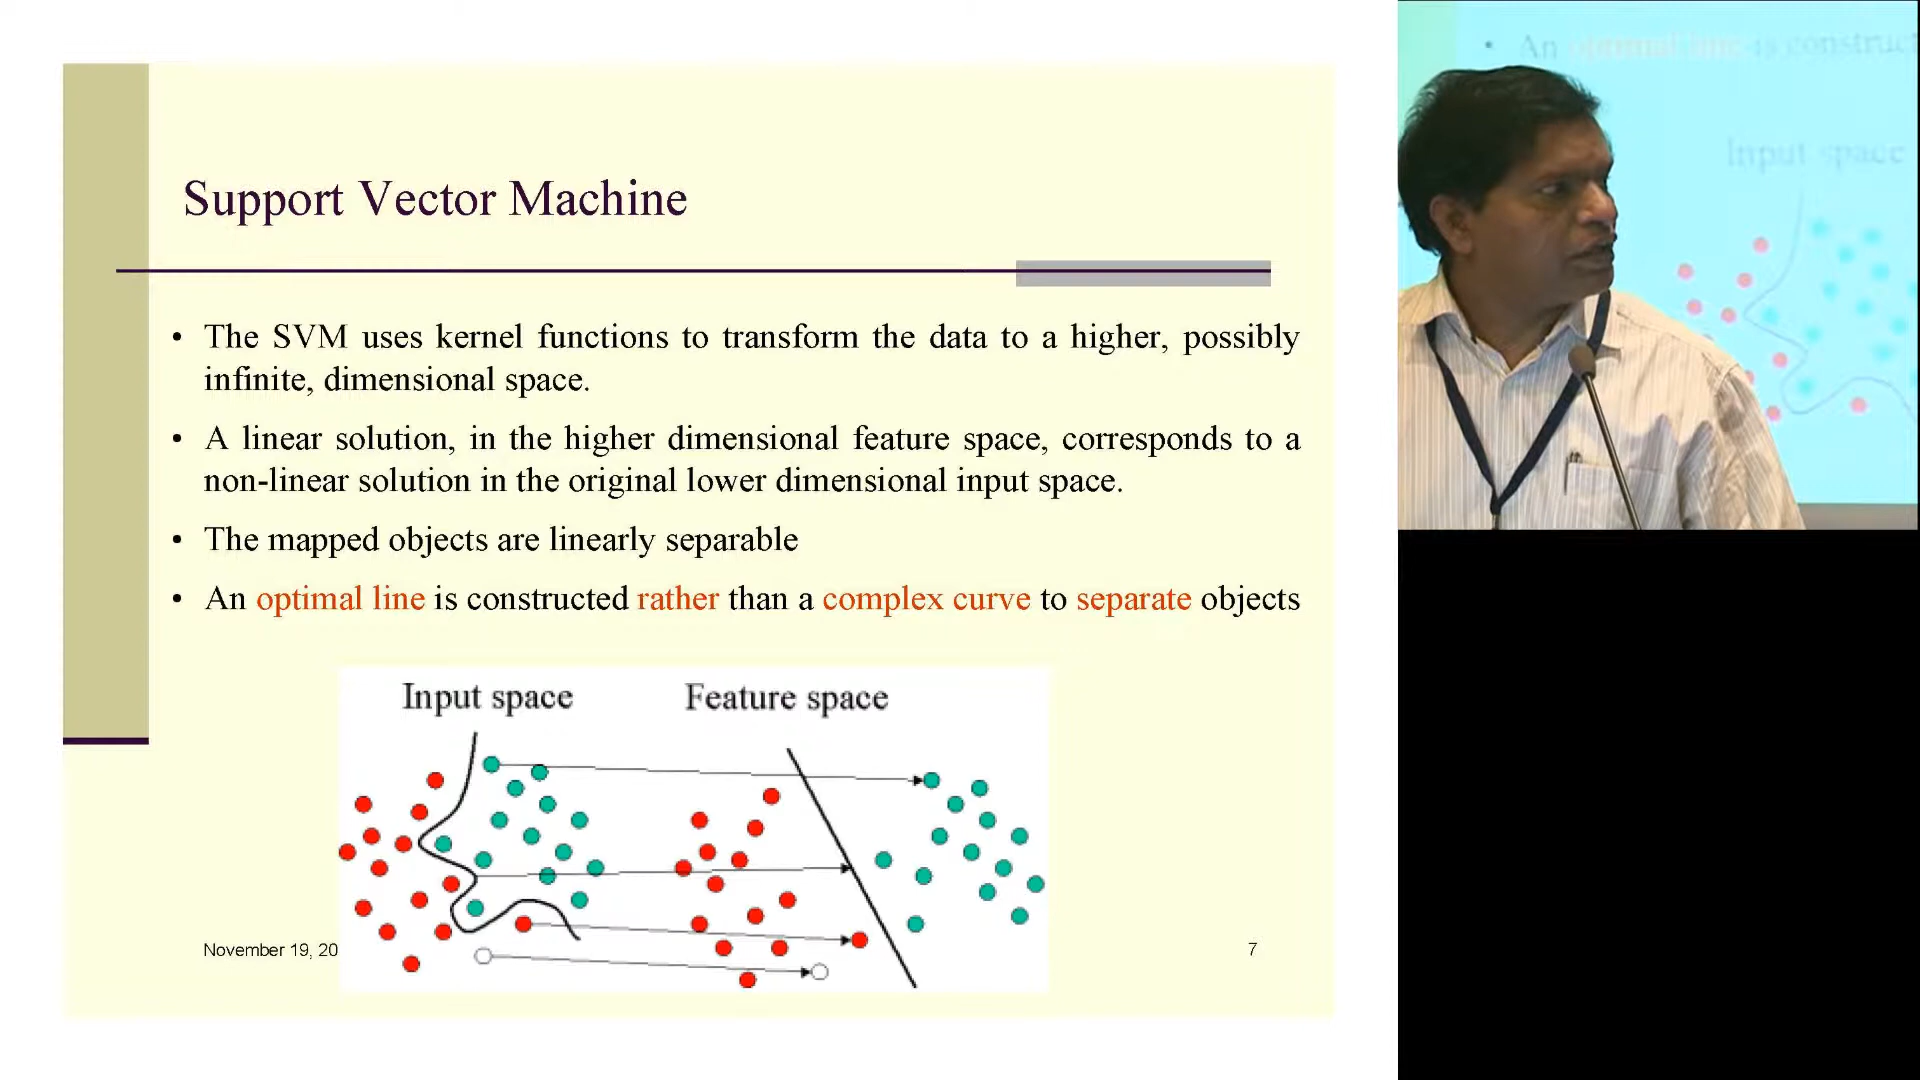 Support Vector Machine
• The SVM uses kernel functions to transform the data to a higher, possibly
infinite, dimensional space.
• A linear solution, in the higher dimensional feature space, corresponds to a
non-linear solution in the original lower dimensional input space.
• The mapped objects are linearly separable
• An optimal line is constructed rather than a complex curve to separate objects
Input space
Feature space
November 19, 20
7
• An optimal line is construct
Input space